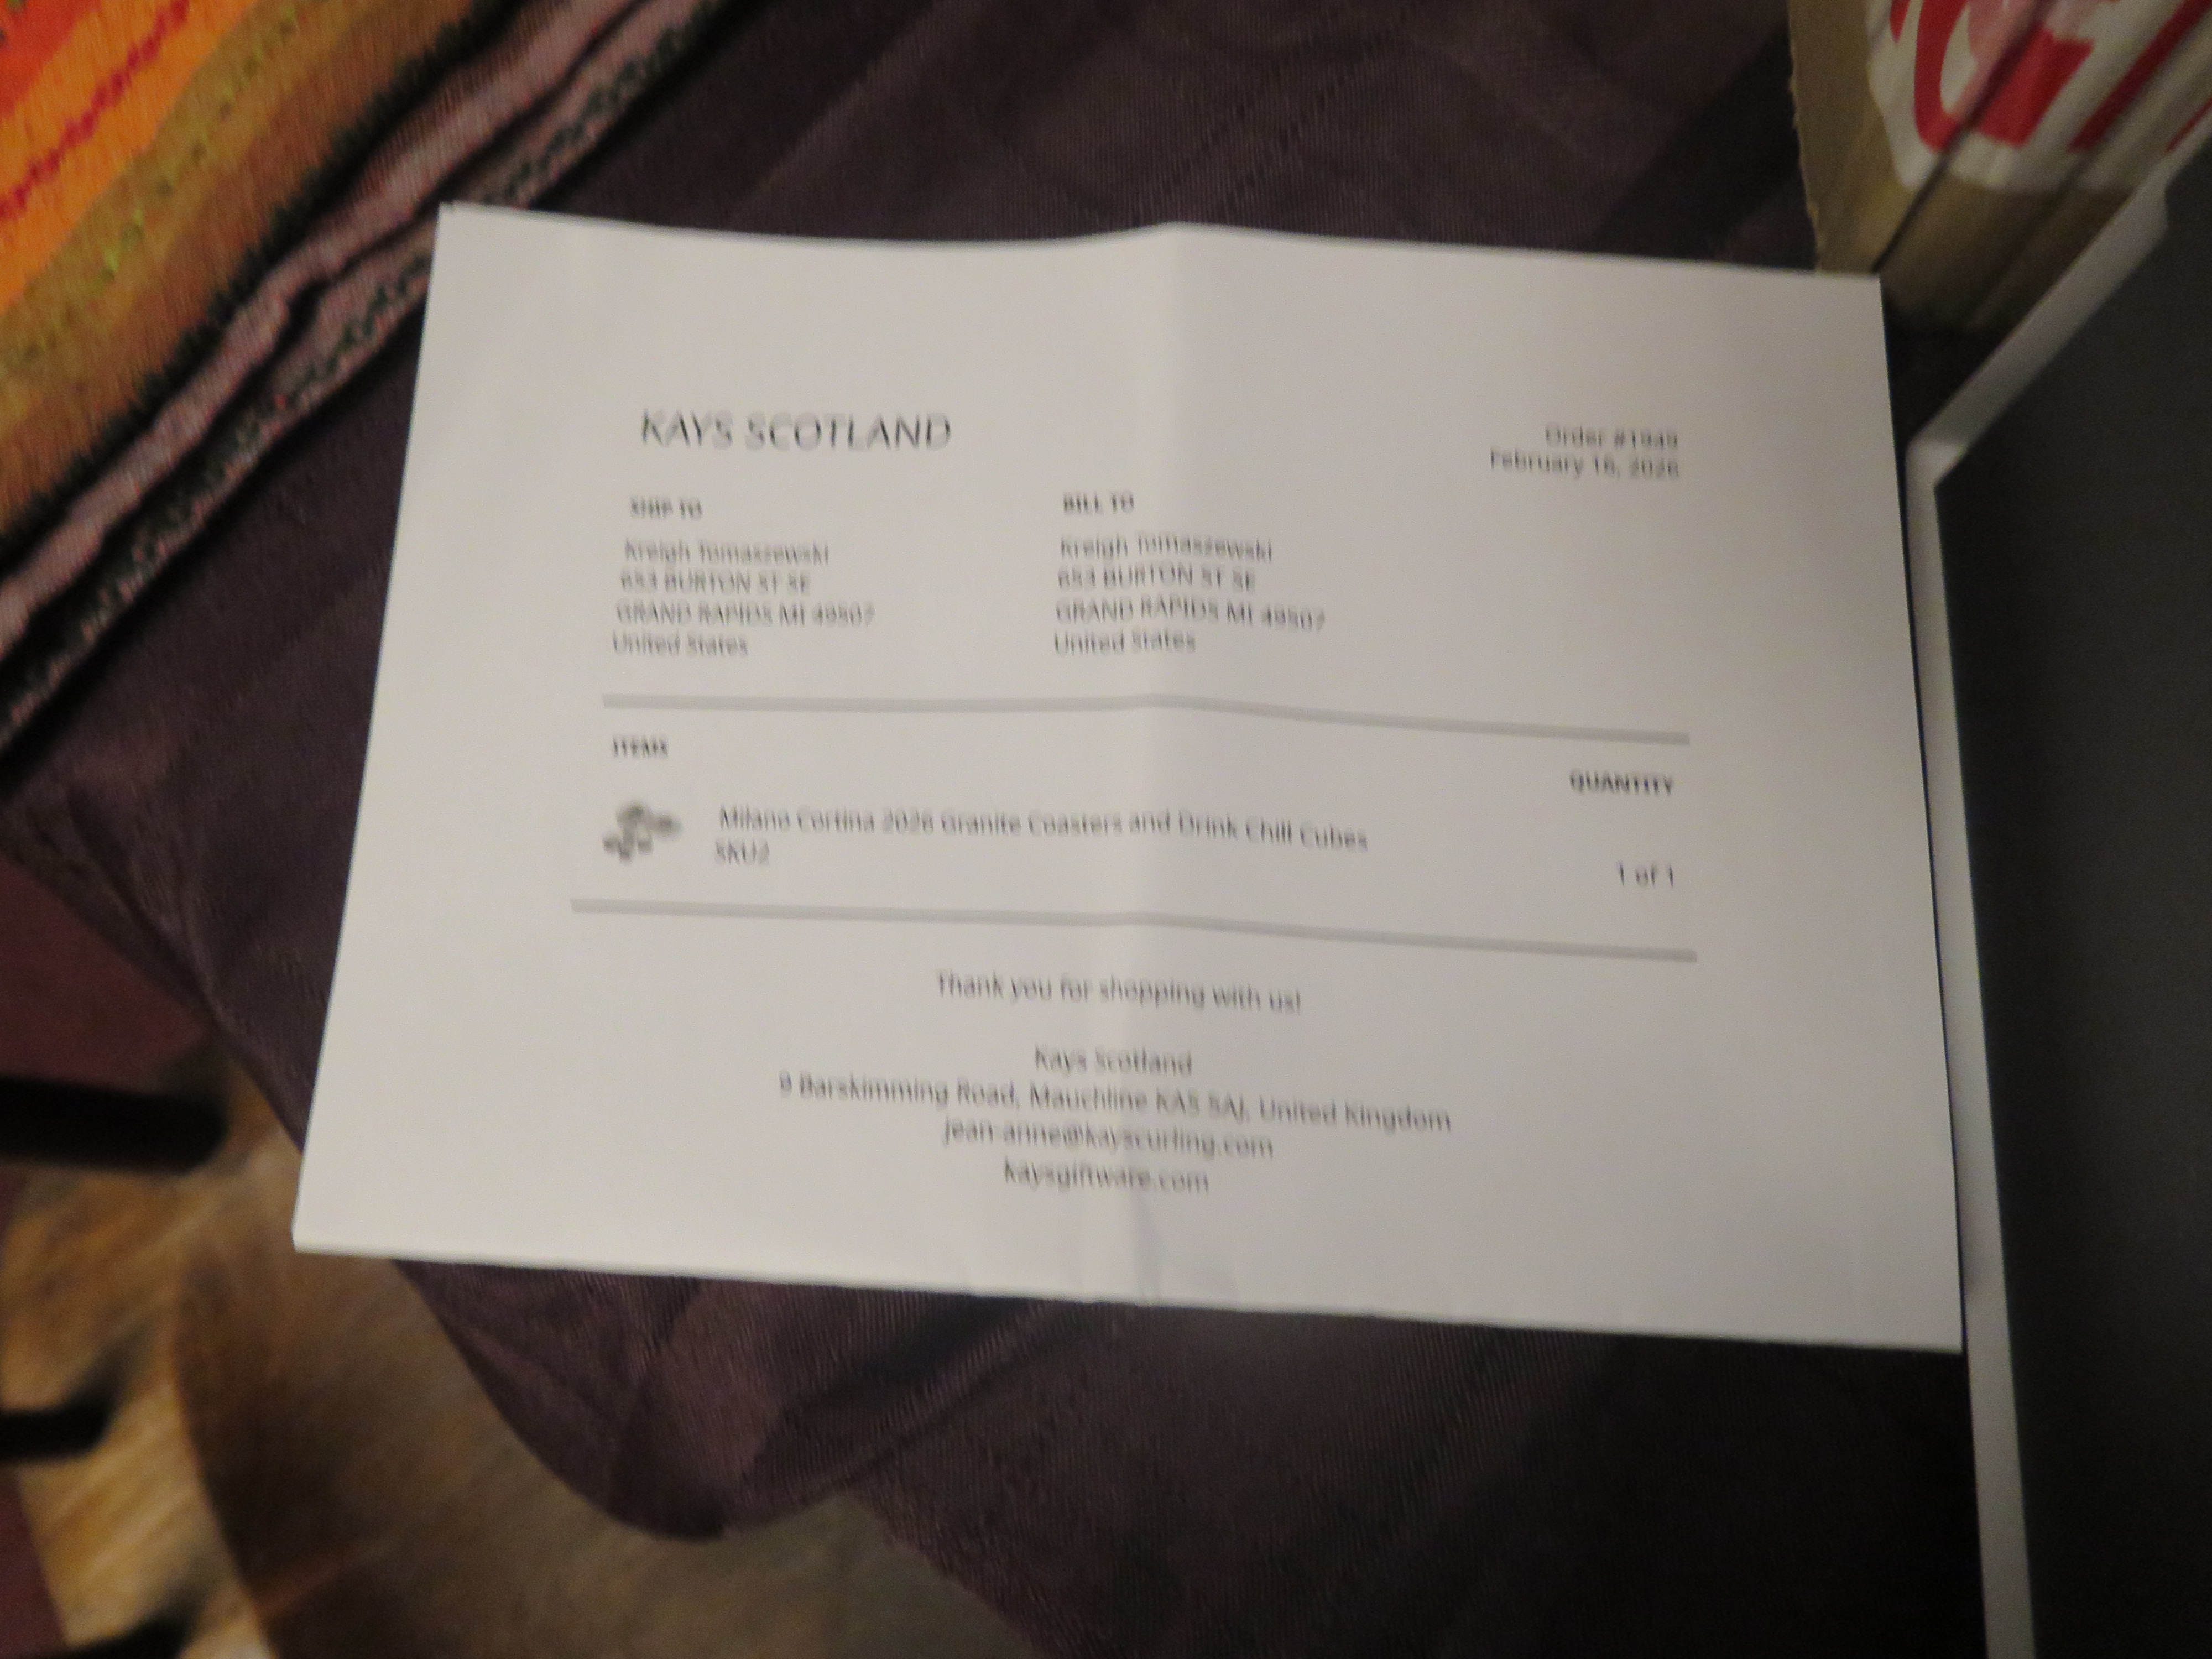 KAYS SCOTLAND
Order #1949
February 16, 2026
SHIP TO
Kreigh Tomaszewski
653 BURTON ST SE
GRAND RAPIDS MI 49507
United States
BILL TO
Kreigh Tomaszewski
653 BURTON ST SE
GRAND RAPIDS MI 49507
United States
ITEMS
QUANTITY
Milano Cortina 2026 Granite Coasters and Drink Chill Cubes
SKU2
1 of 1
Thank you for shopping with us!
Kays Scotland
9 Barskimming Road, Mauchline KA5 5AJ, United Kingdom
jean-anne@kayscurling.com
kaysgiftware.com